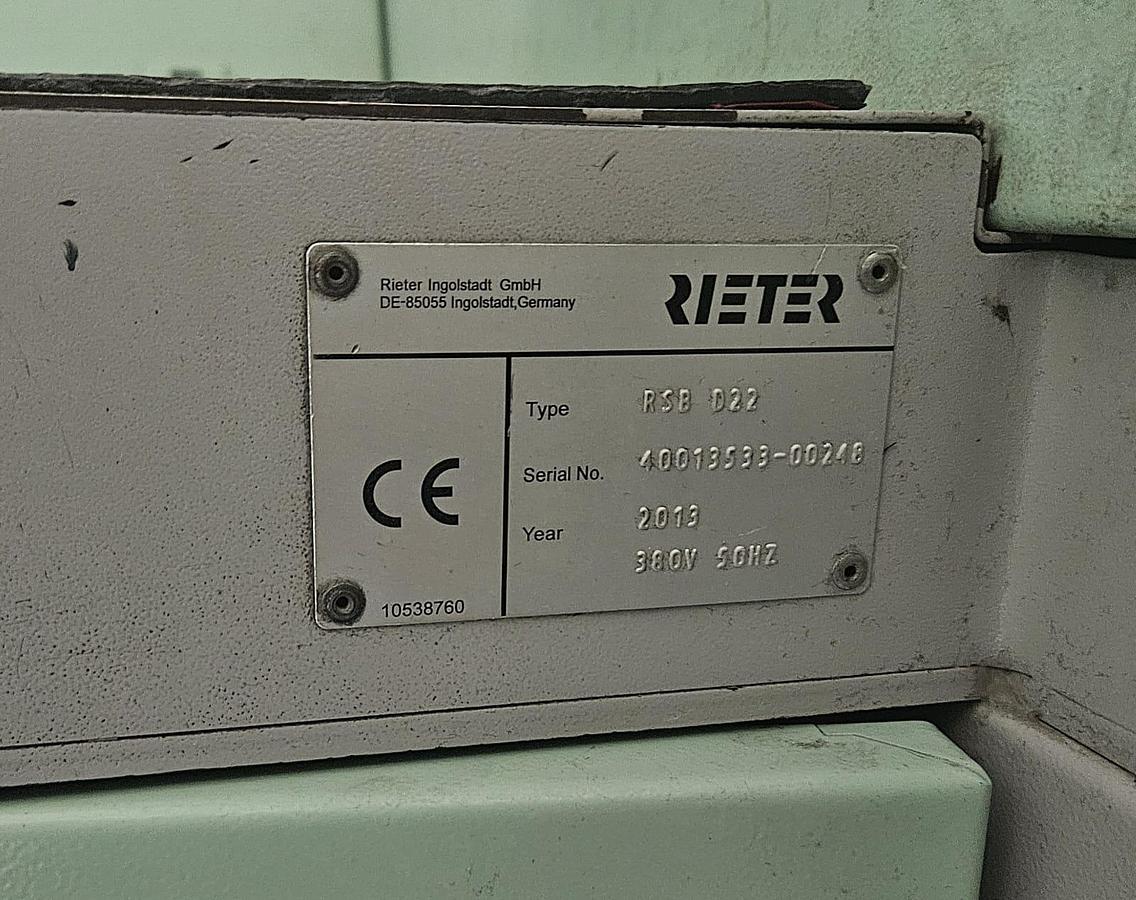 Rieter Ingolstadt GmbH
DE-85055 Ingolstadt,Germany
RIETER
Type RSB D22
Serial No. 40013533-00248
Year 2013
380V 50HZ
CE
10538760